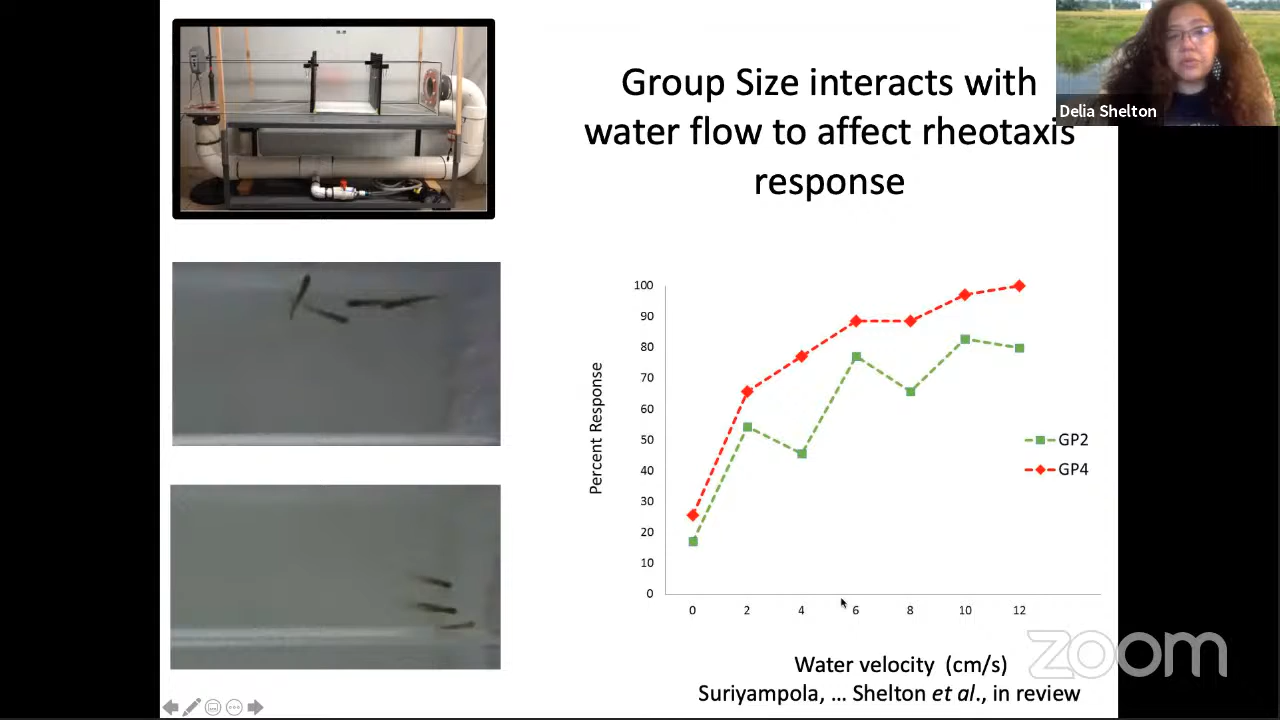 Group Size interacts with
water flow to affect rheotaxis
response
Delia Shelton
Percent Response
100
90
80
70
60
50
40
30
20
10
0
0 2 4 6 8 10 12
GP2
GP4
Water velocity (cm/s)
Suriyampola, ... Shelton et al., in review
zoom